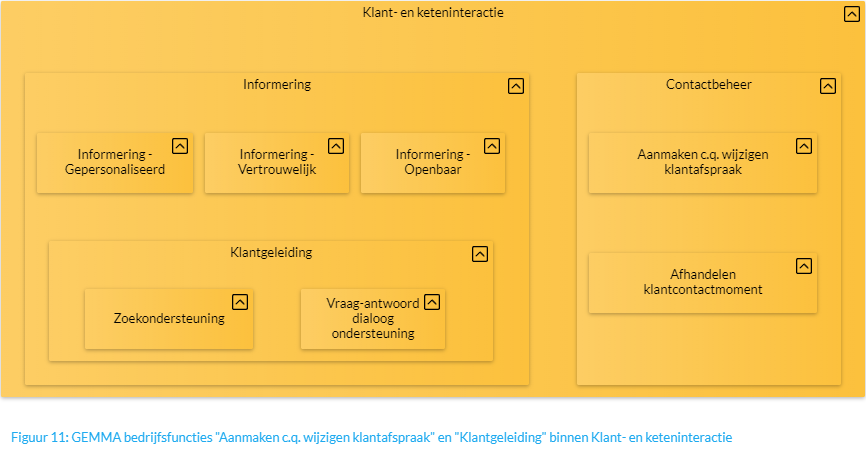 Klant- en keteninteractie
Informering
Contactbeheer
Informering -
Gepersonaliseerd
Informering -
Vertrouwelijk
Informering -
Openbaar
Aanmaken c.q. wijzigen
klantafspraak
Klantgeleiding
Zoekondersteuning
Vraag-antwoord
dialoog
ondersteuning
Afhandelen
klantcontactmoment
Figuur 11: GEMMA bedrijfsfuncties "Aanmaken c.q. wijzigen klantafspraak" en "Klantgeleiding" binnen Klant- en keteninteractie